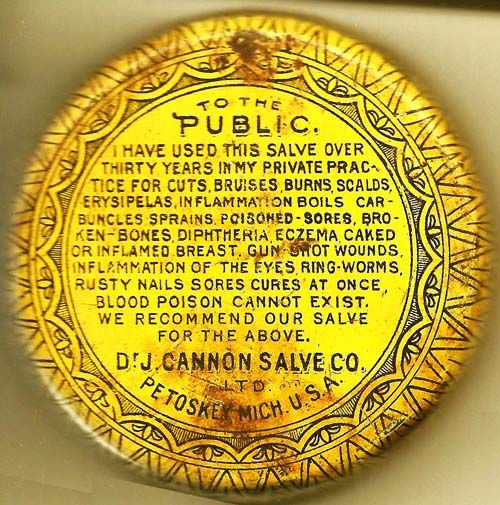 TO THE
PUBLIC.
I HAVE USED THIS SALVE OVER
THIRTY YEARS IN MY PRIVATE PRAC-
TICE FOR CUTS, BRUISES, BURNS, SCALDS,
ERYSIPELAS, INFLAMMATION BOILS CAR-
BUNCLES SPRAINS, POISONED-SORES, BRO-
KEN-BONES, DIPHTHERIA, ECZEMA CAKED
OR INFLAMED BREAST, GUN SHOT WOUNDS,
INFLAMMATION OF THE EYES, RING-WORMS,
RUSTY NAILS SORES CURES AT ONCE,
BLOOD POISON CANNOT EXIST.
WE RECOMMEND OUR SALVE
FOR THE ABOVE.
Dr J. CANNON SALVE CO.
LTD.
PETOSKEY MICH. U.S.A.